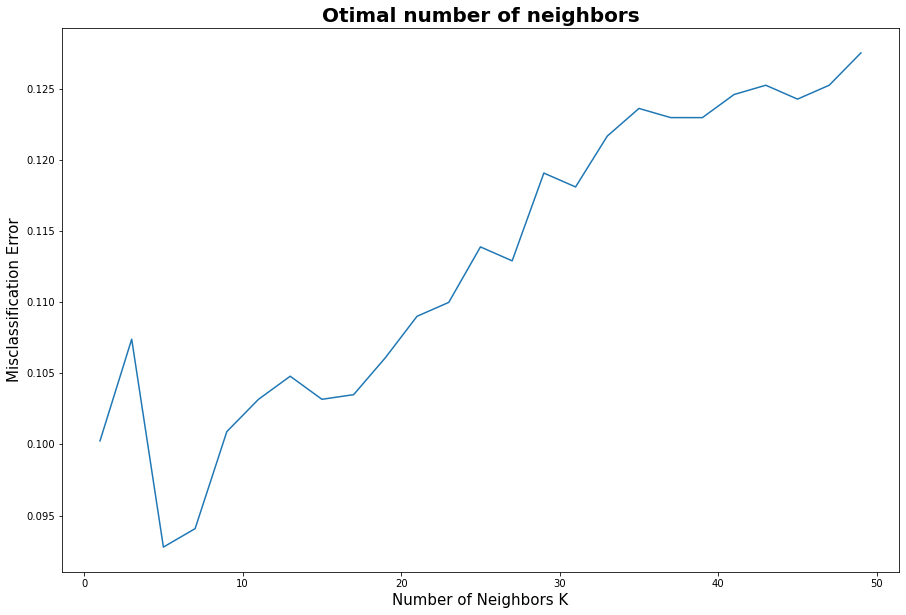 Otimal number of neighbors
Misclassification Error
0.125
0.120
0.115
0.110
0.105
0.100
0.095
0 10 20 30 40 50
Number of Neighbors K